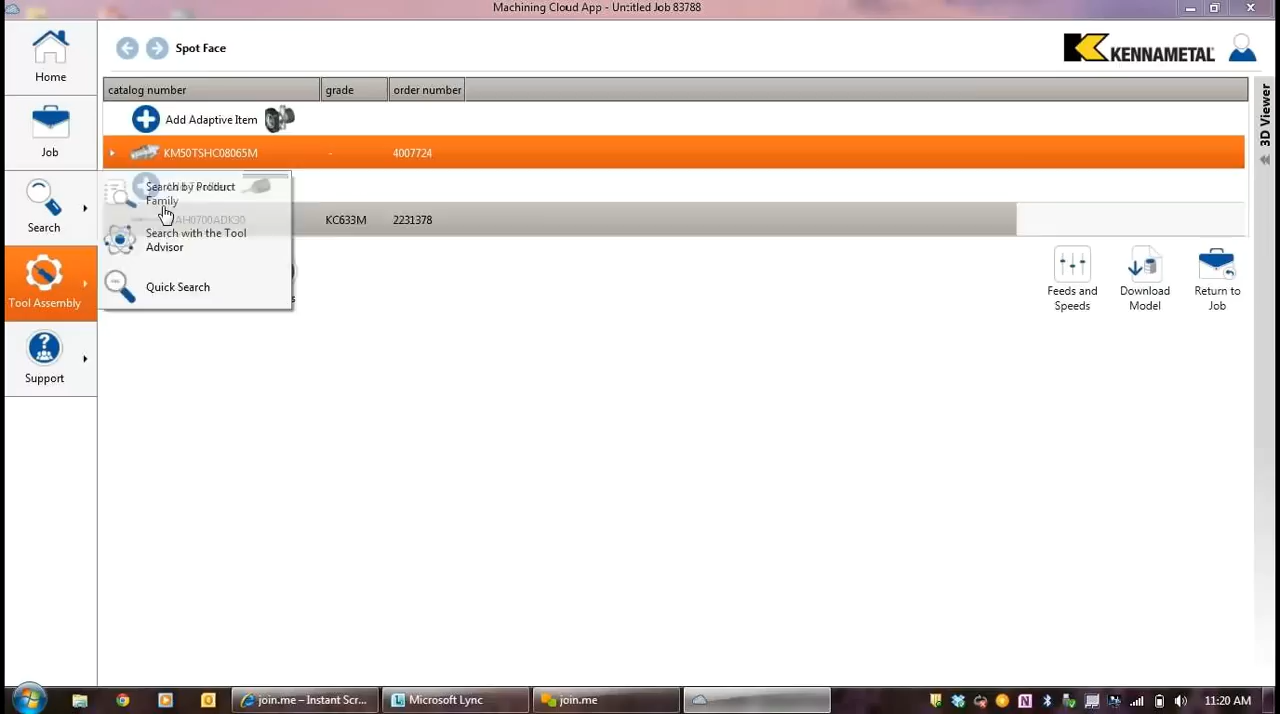 Machining Cloud App - Untitled Job 83788
Home
Spot Face
KENNAMETAL
catalog number
grade
order number
Add Adaptive Item
KM50TSHC08065M
-
4007724
Job
Search by Product
Family
KC633M
2231378
Search with the Tool
Advisor
Quick Search
Search
Tool Assembly
Support
Feeds and
Speeds
Download
Model
Return to
Job
3D Viewer
join.me – Instant Scr...
Microsoft Lync
join.me
11:20 AM